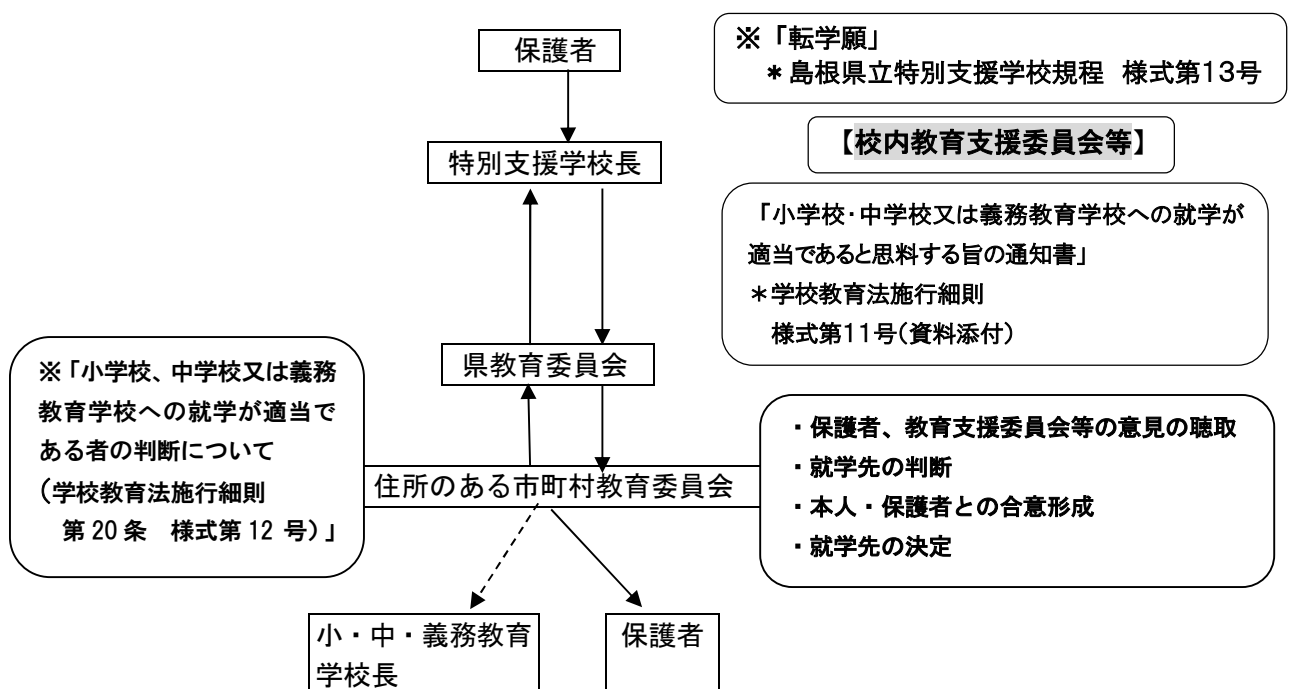 保護者
※「転学願」
＊島根県立特別支援学校規程 様式第13号
【校内教育支援委員会等】
特別支援学校長
「小学校・中学校又は義務教育学校への就学が
適当であると思料する旨の通知書」
＊学校教育法施行細則
様式第11号（資料添付）
県教育委員会
※「小学校、中学校又は義務
教育学校への就学が適当で
ある者の判断について
（学校教育法施行細則
第20条 様式第12号）」
住所のある市町村教育委員会
・保護者、教育支援委員会等の意見の聴取
・就学先の判断
・本人・保護者との合意形成
・就学先の決定
小・中・義務教育
学校長
保護者